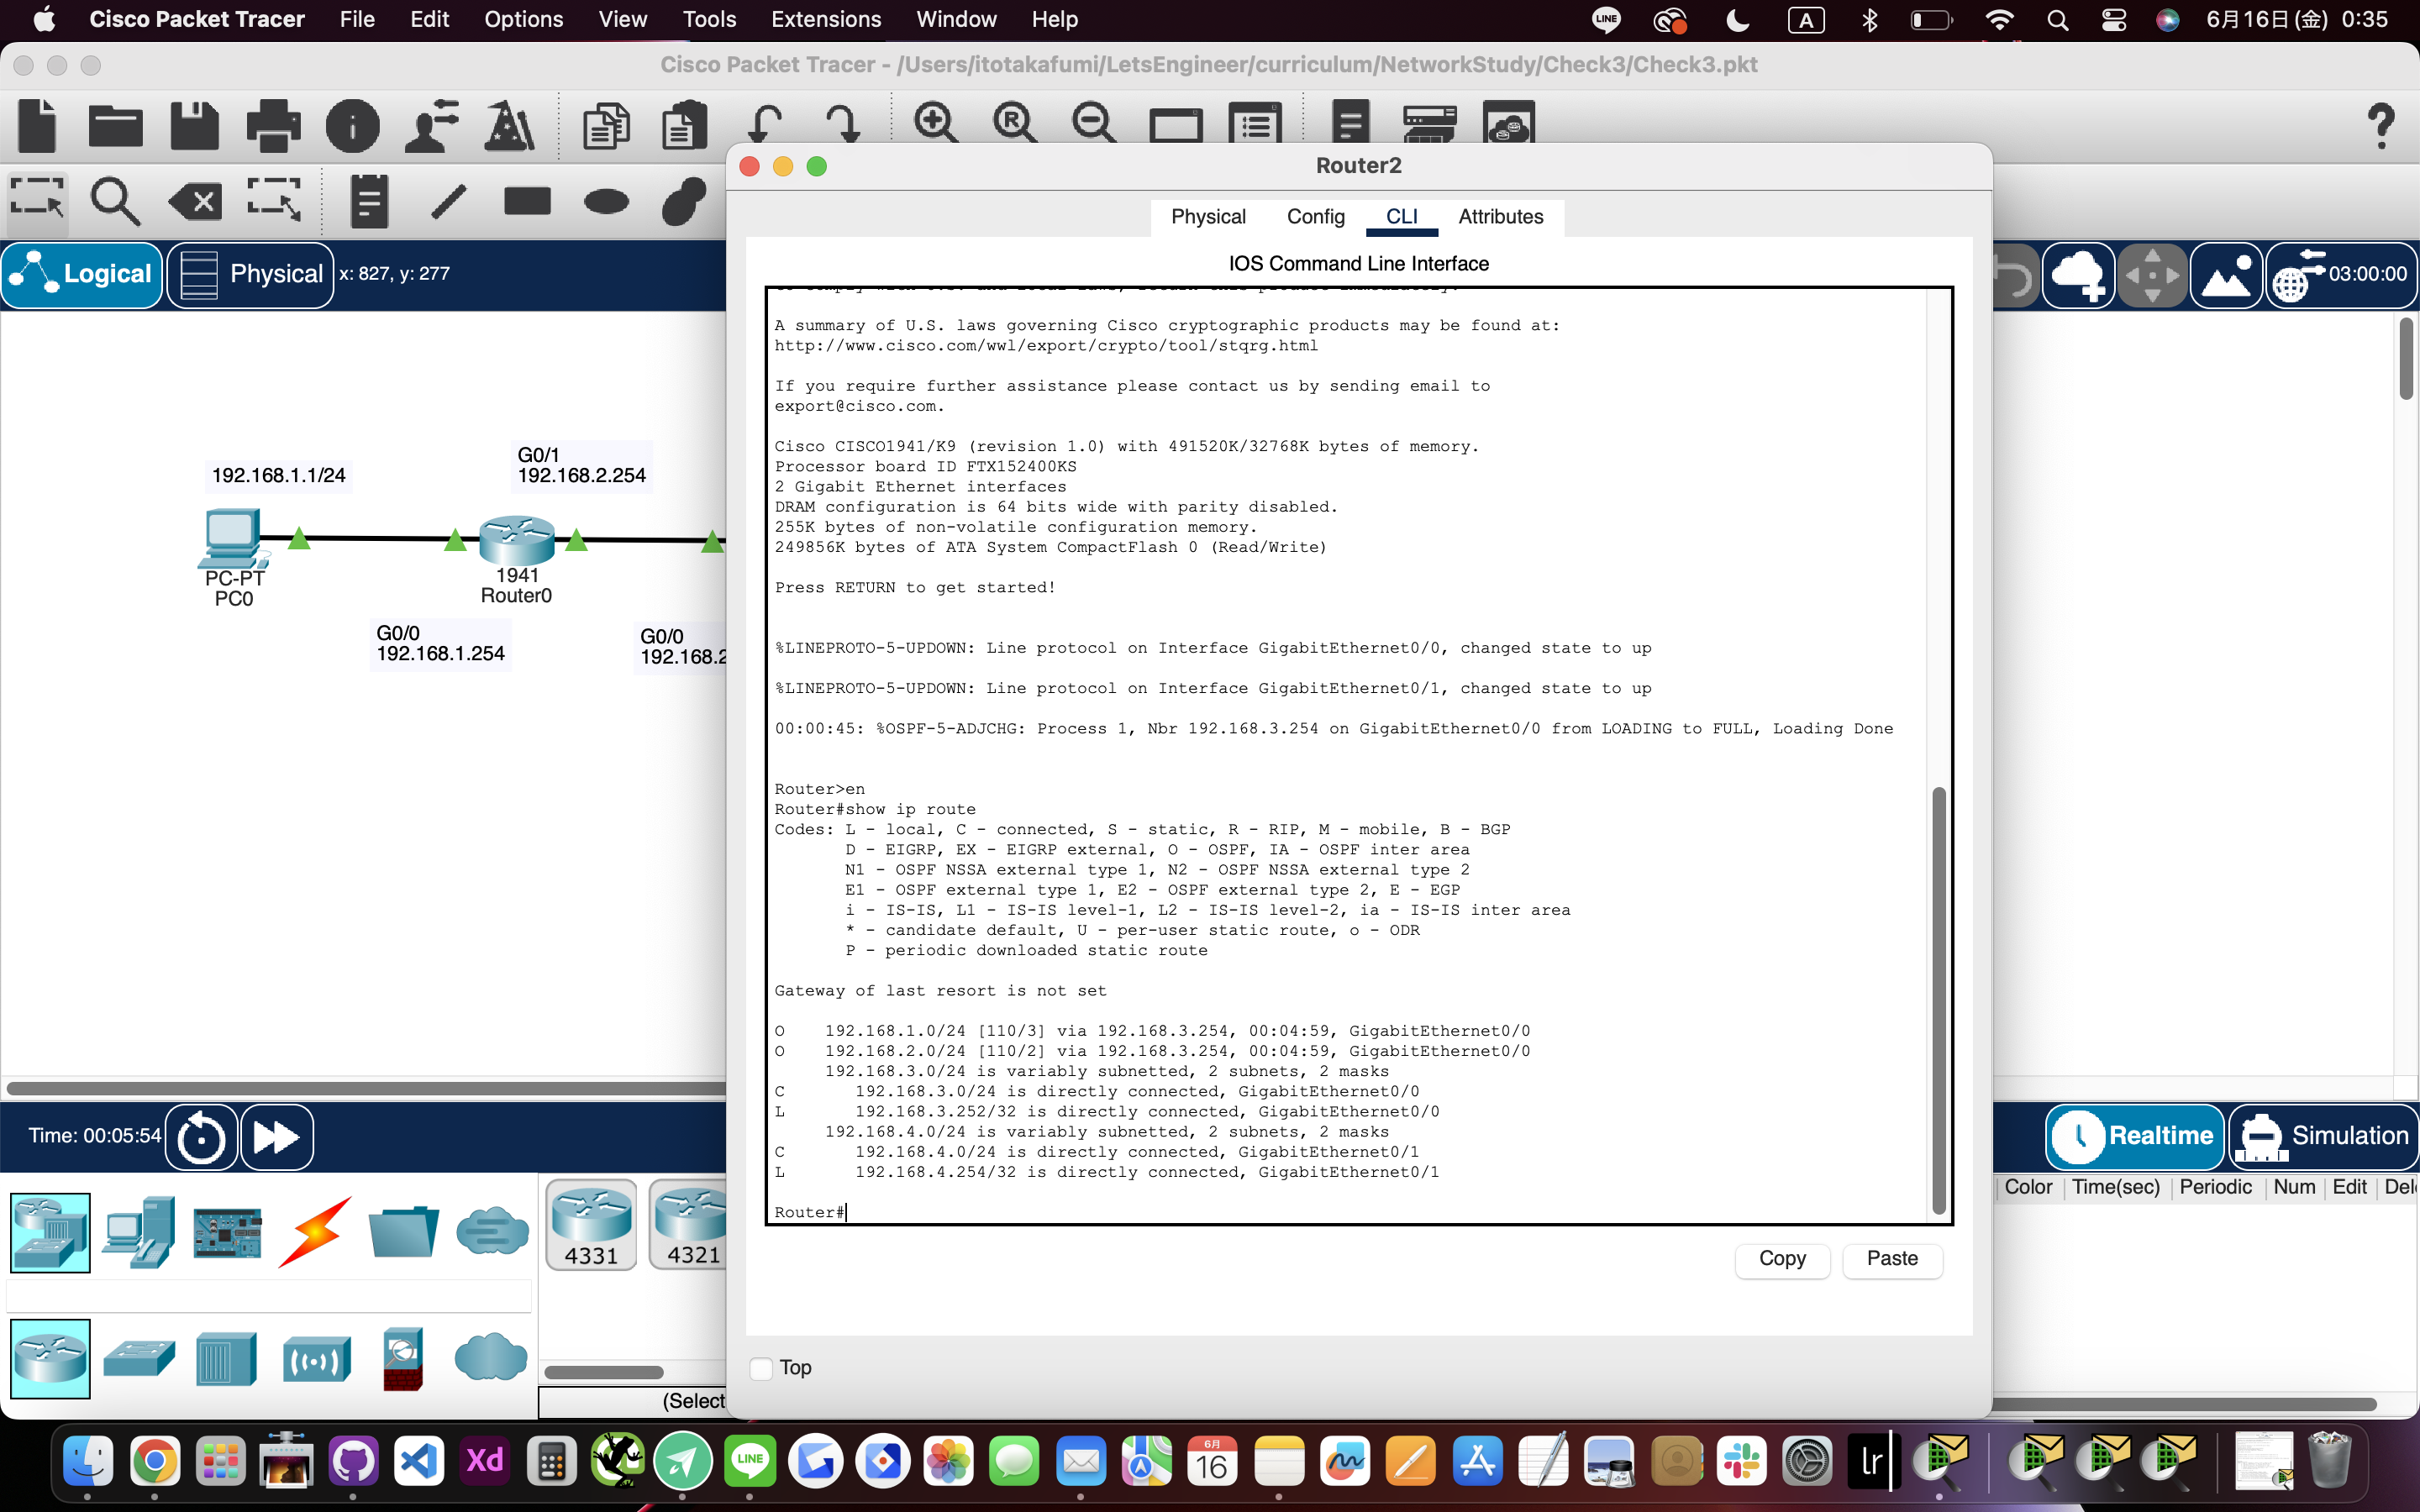 Cisco Packet Tracer File Edit Options View Tools Extensions Window Help
LINE A 6月16日(金) 0:35
Cisco Packet Tracer - /Users/itotakafumi/LetsEngineer/curriculum/NetworkStudy/Check3/Check3.pkt
R
Router2
Physical Config CLI Attributes
Logical Physical x: 827, y: 277
03:00:00
IOS Command Line Interface
A summary of U.S. laws governing Cisco cryptographic products may be found at:
http://www.cisco.com/wwl/export/crypto/tool/stqrg.html
If you require further assistance please contact us by sending email to
export@cisco.com.
Cisco CISCO1941/K9 (revision 1.0) with 491520K/32768K bytes of memory.
Processor board ID FTX152400KS
2 Gigabit Ethernet interfaces
DRAM configuration is 64 bits wide with parity disabled.
255K bytes of non-volatile configuration memory.
249856K bytes of ATA System CompactFlash 0 (Read/Write)
Press RETURN to get started!
%LINEPROTO-5-UPDOWN: Line protocol on Interface GigabitEthernet0/0, changed state to up
%LINEPROTO-5-UPDOWN: Line protocol on Interface GigabitEthernet0/1, changed state to up
00:00:45: %OSPF-5-ADJCHG: Process 1, Nbr 192.168.3.254 on GigabitEthernet0/0 from LOADING to FULL, Loading Done
Router>en
Router#show ip route
Codes: L - local, C - connected, S - static, R - RIP, M - mobile, B - BGP
D - EIGRP, EX - EIGRP external, O - OSPF, IA - OSPF inter area
N1 - OSPF NSSA external type 1, N2 - OSPF NSSA external type 2
E1 - OSPF external type 1, E2 - OSPF external type 2, E - EGP
i - IS-IS, L1 - IS-IS level-1, L2 - IS-IS level-2, ia - IS-IS inter area
* - candidate default, U - per-user static route, o - ODR
P - periodic downloaded static route
Gateway of last resort is not set
O 192.168.1.0/24 [110/3] via 192.168.3.254, 00:04:59, GigabitEthernet0/0
O 192.168.2.0/24 [110/2] via 192.168.3.254, 00:04:59, GigabitEthernet0/0
192.168.3.0/24 is variably subnetted, 2 subnets, 2 masks
C 192.168.3.0/24 is directly connected, GigabitEthernet0/0
L 192.168.3.252/32 is directly connected, GigabitEthernet0/0
192.168.4.0/24 is variably subnetted, 2 subnets, 2 masks
C 192.168.4.0/24 is directly connected, GigabitEthernet0/1
L 192.168.4.254/32 is directly connected, GigabitEthernet0/1
Router#
Copy Paste
Top
192.168.1.1/24
G0/1
192.168.2.254
PC-PT
PC0
1941
Router0
G0/0
192.168.1.254
G0/0
192.168.2
Time: 00:05:54
Realtime Simulation
Color Time(sec) Periodic Num Edit Del
4331 4321
(Select
Xd LINE 6月 16 lr